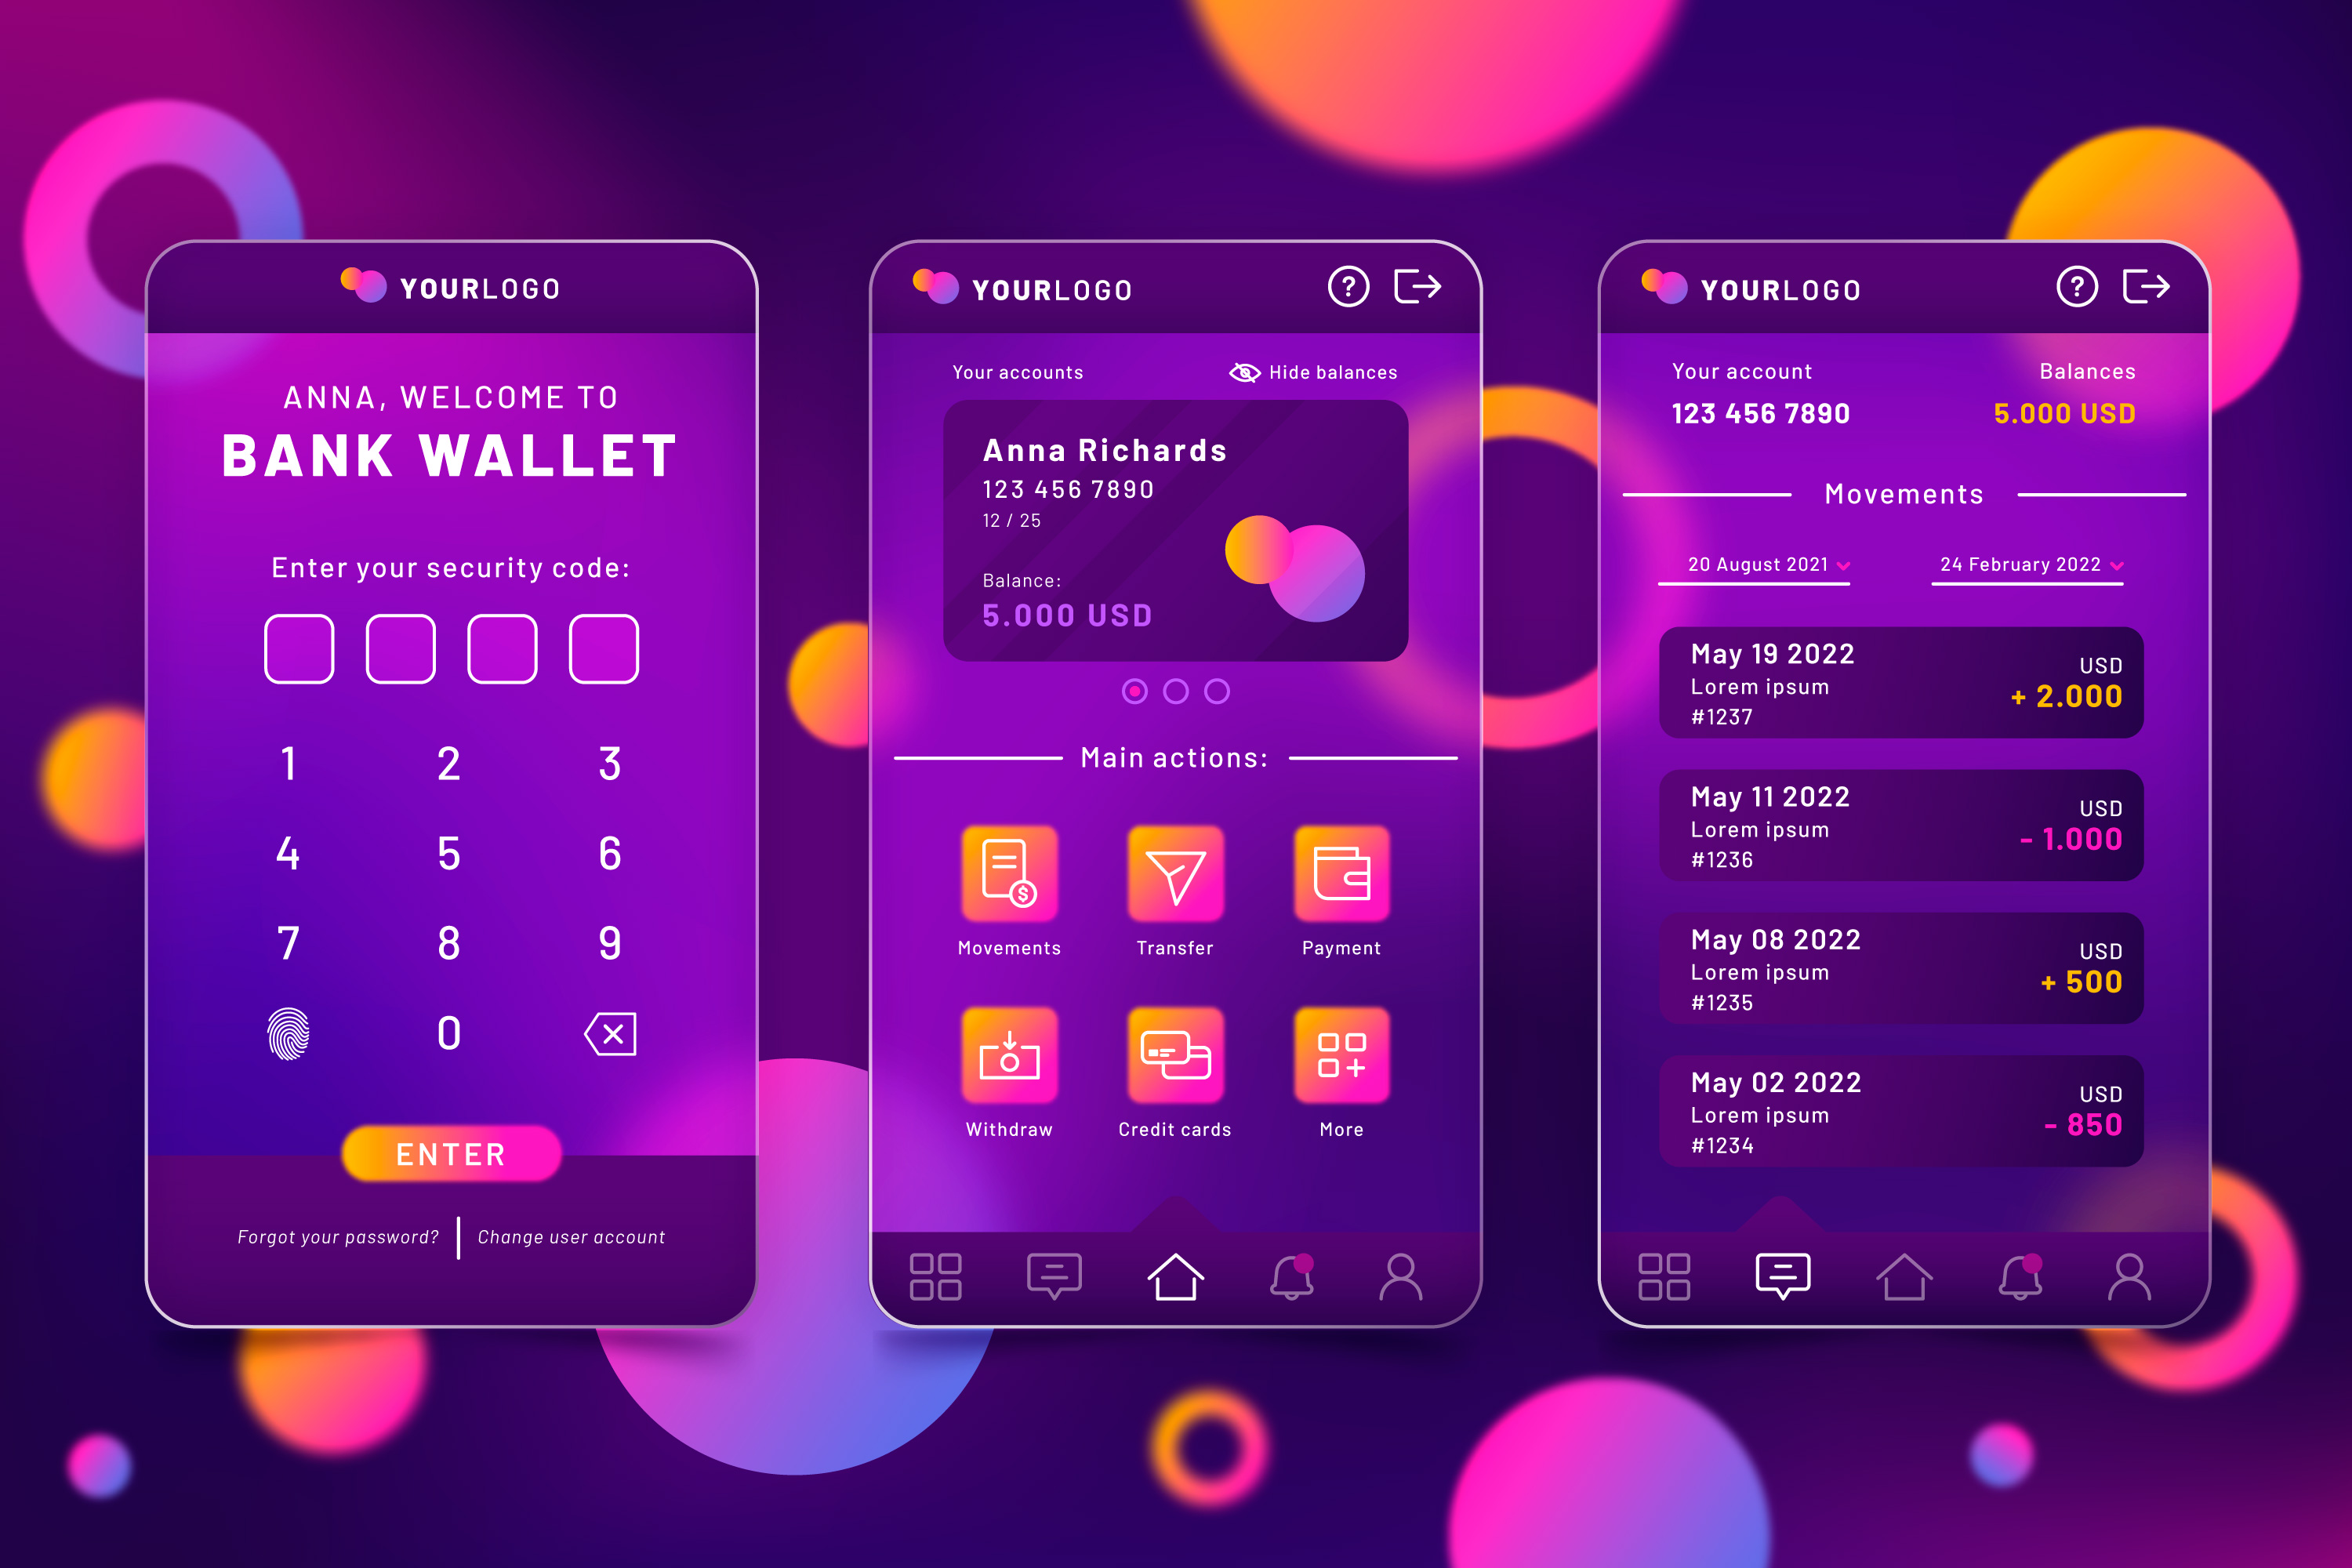 YOURLOGO
ANNA, WELCOME TO
BANK WALLET
Enter your security code:
1 2 3
4 5 6
7 8 9
0
ENTER
Forgot your password? Change user account
YOURLOGO ?
Your accounts Hide balances
Anna Richards
123 456 7890
12 / 25
Balance:
5.000 USD
Main actions:
$
Movements Transfer Payment
Withdraw Credit cards More
YOURLOGO ?
Your account Balances
123 456 7890 5.000 USD
Movements
20 August 2021 24 February 2022
May 19 2022
USD
Lorem ipsum
+ 2.000
#1237
May 11 2022
USD
Lorem ipsum
- 1.000
#1236
May 08 2022
USD
Lorem ipsum
+ 500
#1235
May 02 2022
USD
Lorem ipsum
- 850
#1234